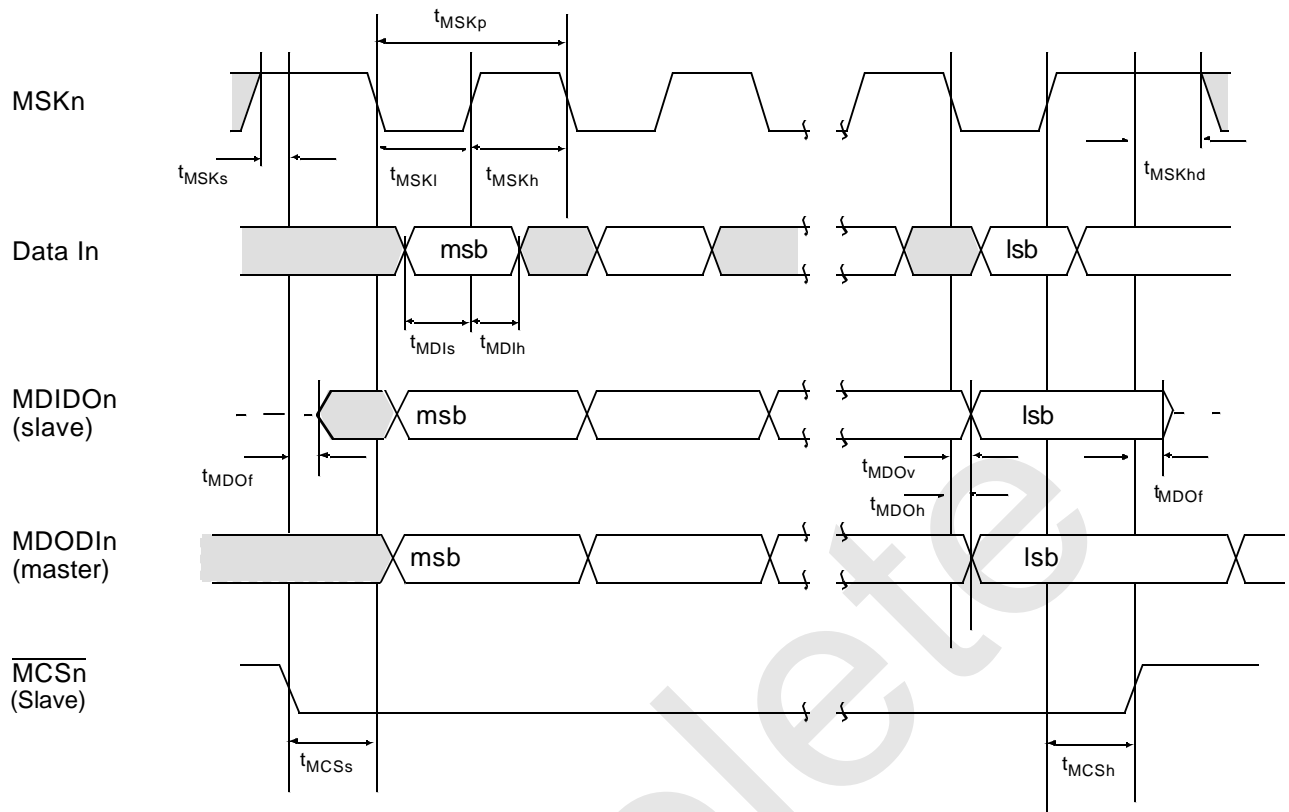 tMSKp
MSKn
tMSKs
tMSKl
tMSKh
tMSKhd
Data In
msb
lsb
tMDIs
tMDIh
MDIDOn
(slave)
msb
lsb
tMDOf
tMDOv
tMDOh
tMDOf
MDODIn
(master)
msb
lsb
MCSn
(Slave)
tMCSs
tMCSh
lete